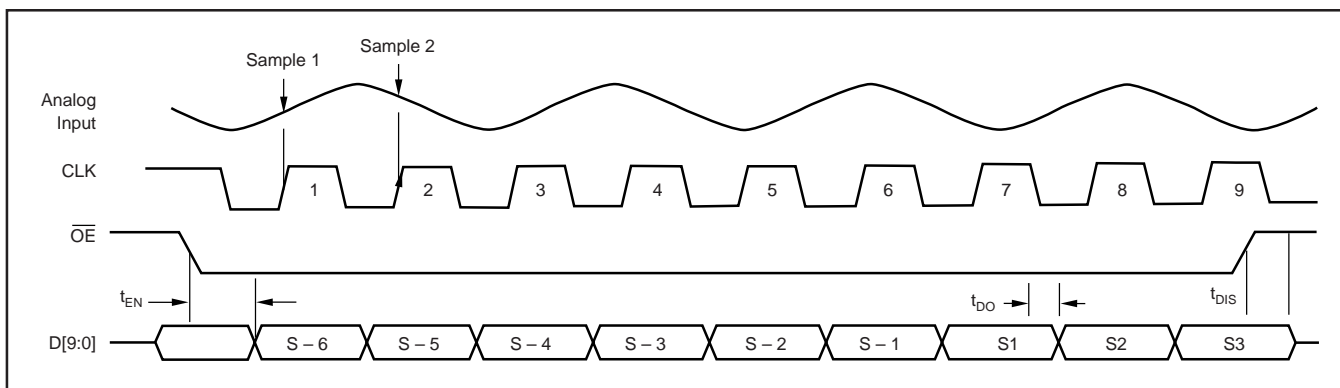 Sample 1
Sample 2
Analog
Input
CLK
1 2 3 4 5 6 7 8 9
OE
tEN
tDO
tDIS
D[9:0]
S – 6 S – 5 S – 4 S – 3 S – 2 S – 1 S1 S2 S3